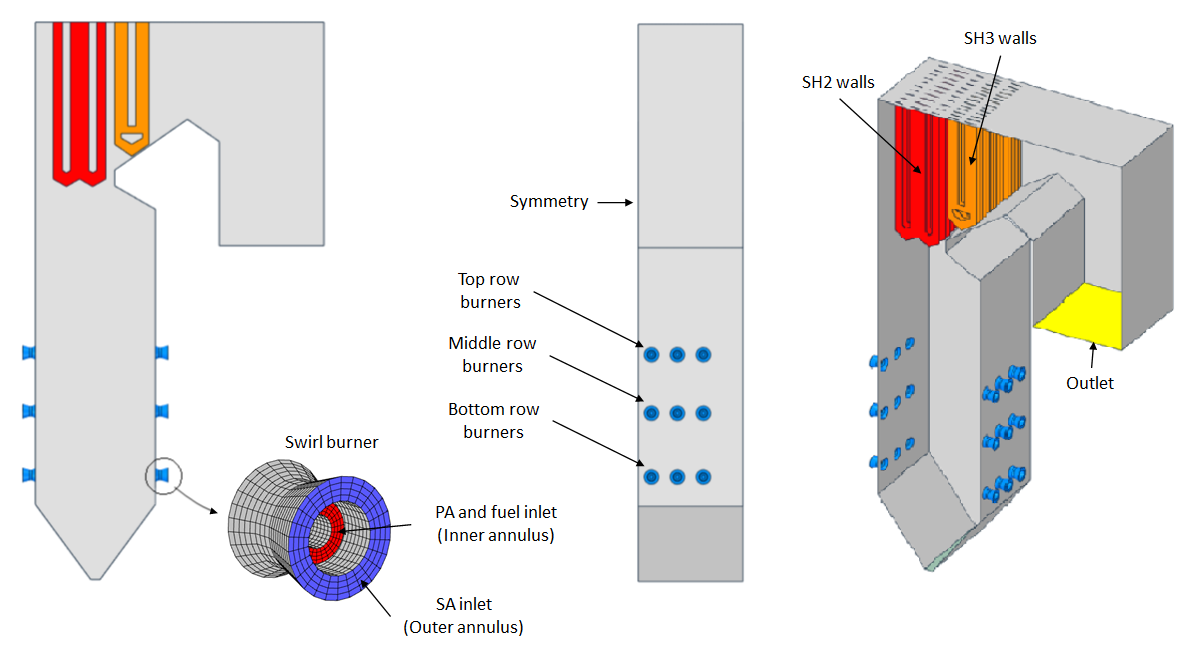 SH3 walls
SH2 walls
Symmetry
Top row
burners
Middle row
burners
Outlet
Bottom row
burners
Swirl burner
PA and fuel inlet
(Inner annulus)
SA inlet
(Outer annulus)